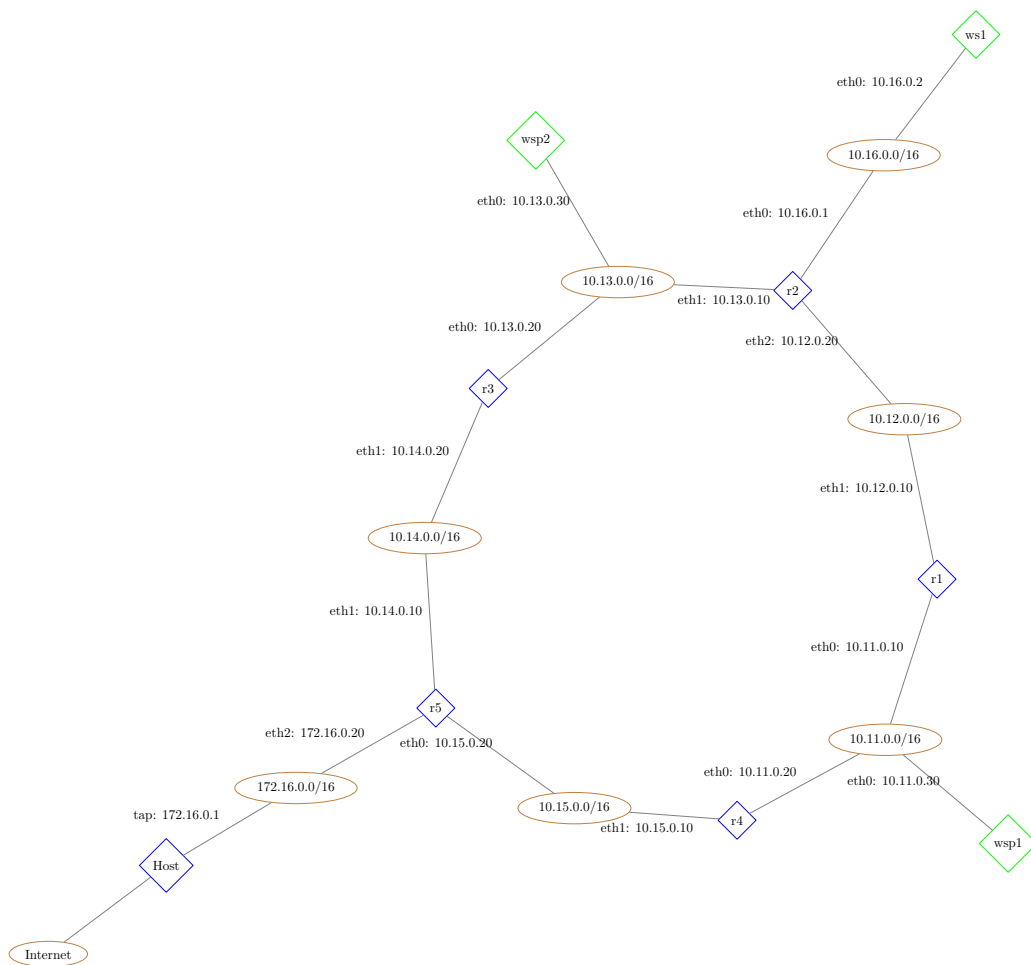 ws1
eth0: 10.16.0.2
wsp2
10.16.0.0/16
eth0: 10.13.0.30
eth0: 10.16.0.1
10.13.0.0/16
r2
eth1: 10.13.0.10
eth0: 10.13.0.20
eth2: 10.12.0.20
r3
10.12.0.0/16
eth1: 10.14.0.20
eth1: 10.12.0.10
10.14.0.0/16
r1
eth1: 10.14.0.10
eth0: 10.11.0.10
r5
eth2: 172.16.0.20
eth0: 10.15.0.20
10.11.0.0/16
eth0: 10.11.0.20
eth0: 10.11.0.30
172.16.0.0/16
10.15.0.0/16
tap: 172.16.0.1
r4
eth1: 10.15.0.10
wsp1
Host
Internet